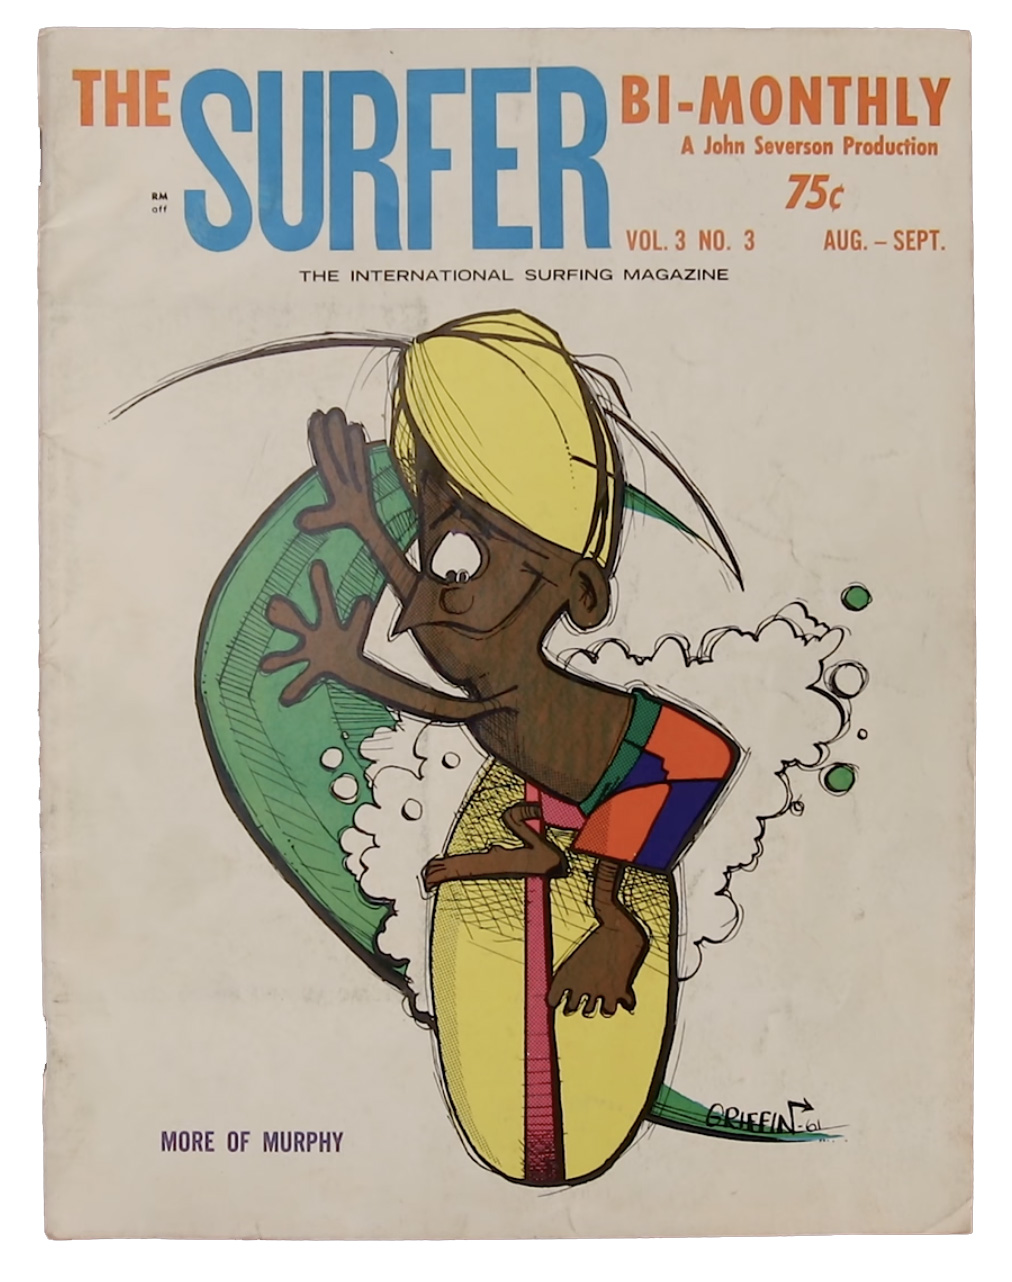 THE SURFER BI-MONTHLY
A John Severson Production
75¢
RM
off
VOL. 3 NO. 3 AUG. – SEPT.
THE INTERNATIONAL SURFING MAGAZINE
GRIFFIN -61
MORE OF MURPHY